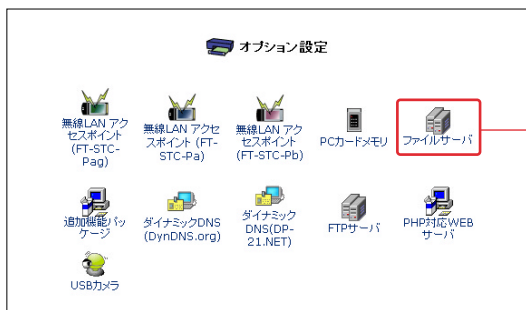 オプション設定
無線LAN アク
セスポイント
(FT-STC-
Pag)
無線LAN アクセ
スポイント (FT-
STC-Pa)
無線LAN アク
セスポイント
(FT-STC-Pb)
PCカードメモリ
ファイルサーバ
追加機能パッ
ケージ
ダイナミックDNS
(DynDNS.org)
ダイナミック
DNS(DP-
21.NET)
FTPサーバ
PHP対応WEB
サーバ
USBカメラ